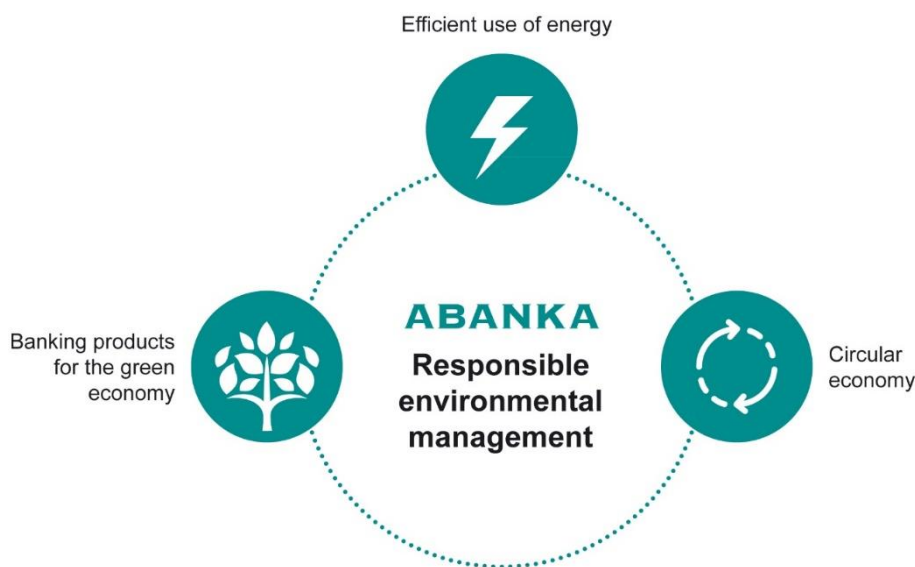 Efficient use of energy
ABANKA
Responsible
environmental
management
Banking products
for the green
economy
Circular
economy